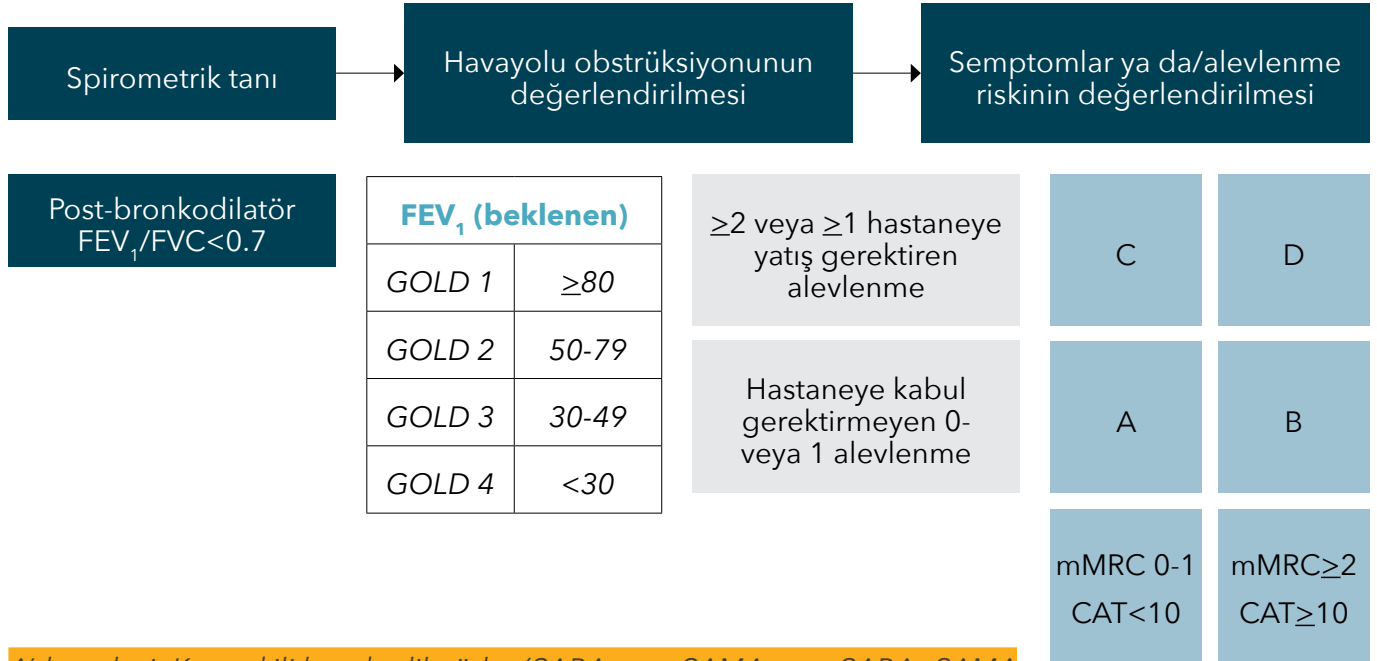 Spirometrik tanı
Havayolu obstrüksiyonunun
değerlendirilmesi
Semptomlar ya da/alevlenme
riskinin değerlendirilmesi
Post-bronkodilatör
FEV₁/FVC<0.7
FEV₁ (beklenen)
GOLD 1 ≥80
GOLD 2 50-79
GOLD 3 30-49
GOLD 4 <30
≥2 veya ≥1 hastaneye
yatış gerektiren
alevlenme
C D
Hastaneye kabul
gerektirmeyen 0-
veya 1 alevlenme
A B
mMRC 0-1 mMRC≥2
CAT<10 CAT≥10